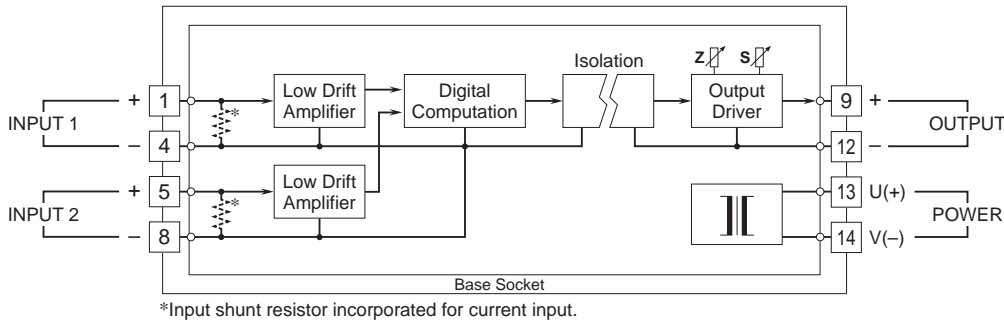 Isolation
Z
S
Low Drift
Amplifier
Digital
Computation
Output
Driver
INPUT 1
+
1
*
–
4
9
+
OUTPUT
12
–
INPUT 2
+
5
*
–
8
Low Drift
Amplifier
13
U(+)
POWER
14
V(–)
Base Socket
*Input shunt resistor incorporated for current input.